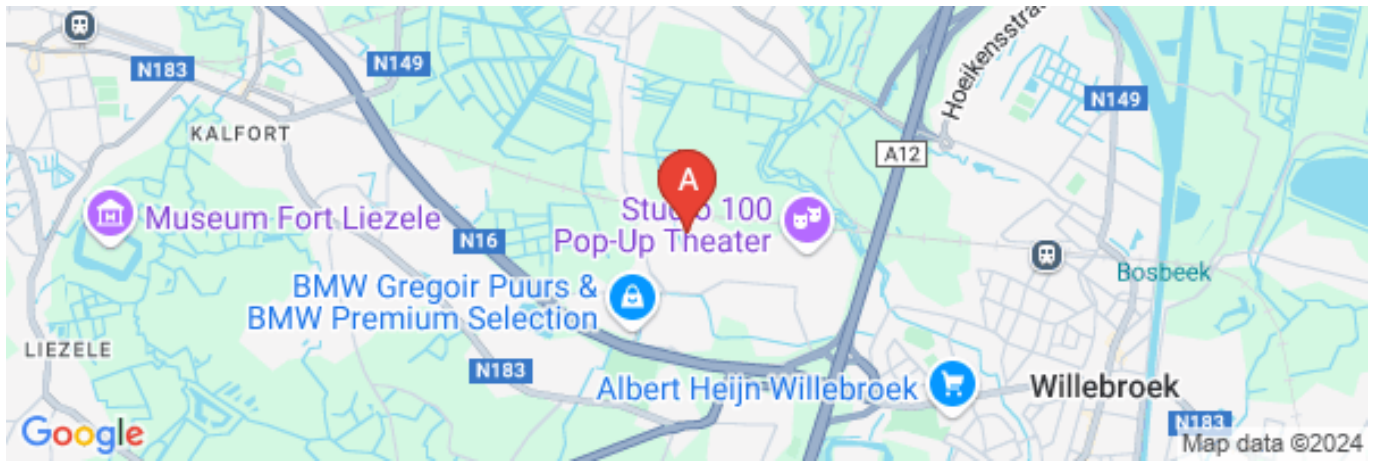 N183
N149
Hoeikensstra
N149
KALFORT
A12
A
Museum Fort Liezele
Studio 100
Pop-Up Theater
N16
Bosbeek
BMW Gregoir Puurs &
BMW Premium Selection
LIEZELE
N183
Albert Heijn Willebroek
Willebroek
N183
Google
Map data ©2024